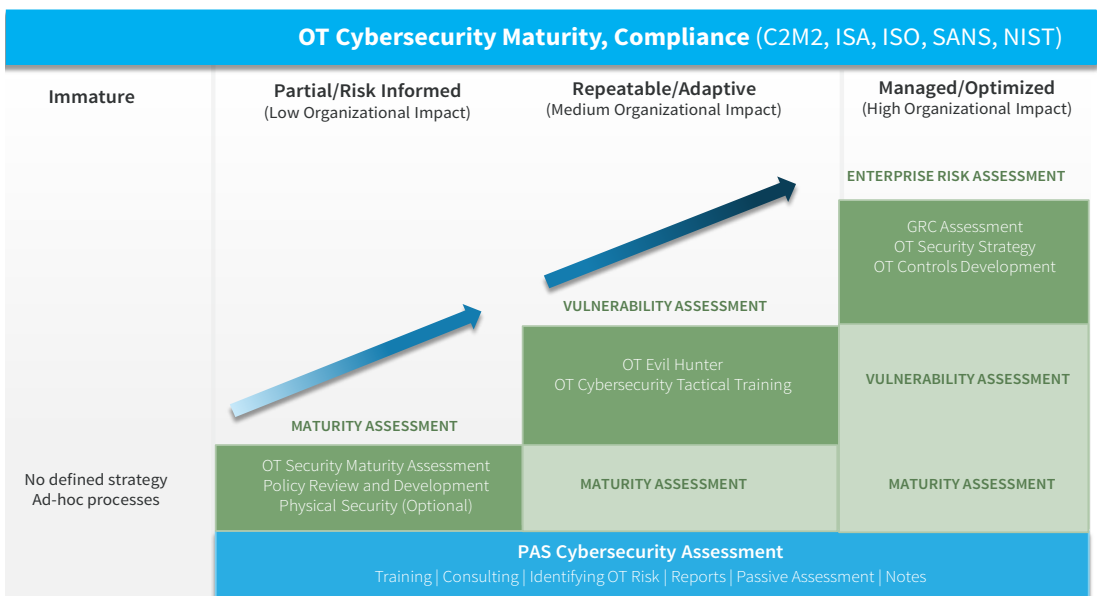 OT Cybersecurity Maturity, Compliance (C2M2, ISA, ISO, SANS, NIST)
Immature
Partial/Risk Informed
(Low Organizational Impact)
Repeatable/Adaptive
(Medium Organizational Impact)
Managed/Optimized
(High Organizational Impact)
ENTERPRISE RISK ASSESSMENT
GRC Assessment
OT Security Strategy
OT Controls Development
VULNERABILITY ASSESSMENT
OT Evil Hunter
OT Cybersecurity Tactical Training
VULNERABILITY ASSESSMENT
MATURITY ASSESSMENT
OT Security Maturity Assessment
Policy Review and Development
Physical Security (Optional)
MATURITY ASSESSMENT
MATURITY ASSESSMENT
No defined strategy
Ad-hoc processes
PAS Cybersecurity Assessment
Training | Consulting | Identifying OT Risk | Reports | Passive Assessment | Notes